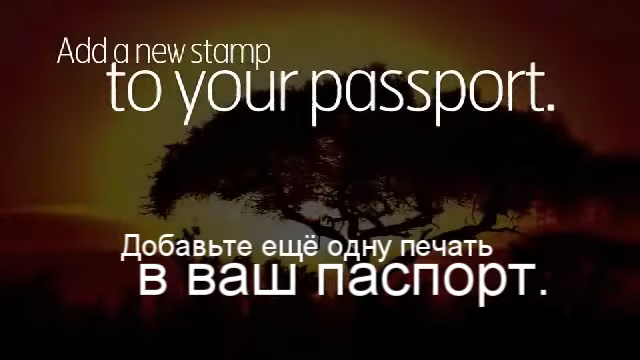 Add a new stamp
to your passport.
Добавьте ещё одну печать
в ваш паспорт.